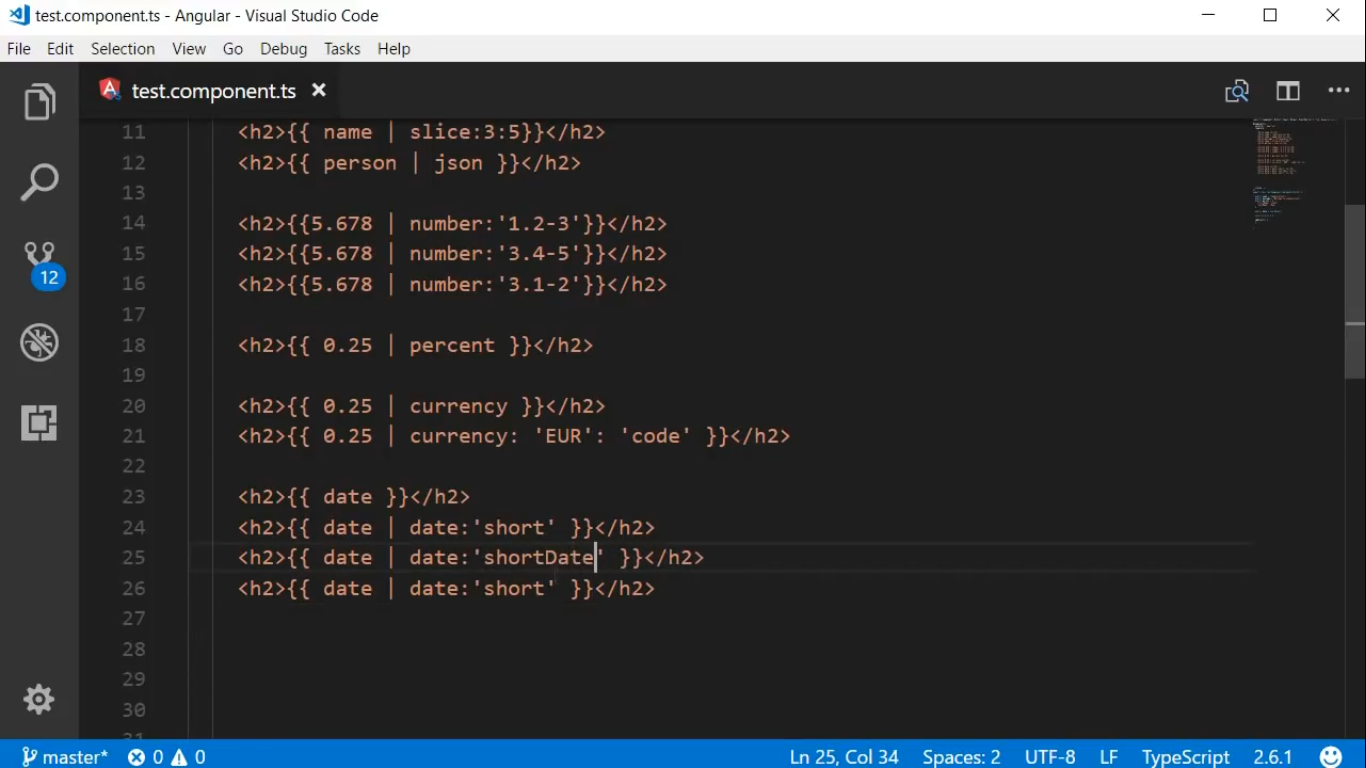 test.component.ts - Angular - Visual Studio Code
File Edit Selection View Go Debug Tasks Help
test.component.ts
11 <h2>{{ name | slice:3:5}}</h2>
12 <h2>{{ person | json }}</h2>
13
14 <h2>{{5.678 | number:'1.2-3'}}</h2>
15 <h2>{{5.678 | number:'3.4-5'}}</h2>
16 <h2>{{5.678 | number:'3.1-2'}}</h2>
17
18 <h2>{{ 0.25 | percent }}</h2>
19
20 <h2>{{ 0.25 | currency }}</h2>
21 <h2>{{ 0.25 | currency: 'EUR': 'code' }}</h2>
22
23 <h2>{{ date }}</h2>
24 <h2>{{ date | date:'short' }}</h2>
25 <h2>{{ date | date:'shortDate' }}</h2>
26 <h2>{{ date | date:'short' }}</h2>
27
28
29
30
12
master* 0 0 Ln 25, Col 34 Spaces: 2 UTF-8 LF TypeScript 2.6.1